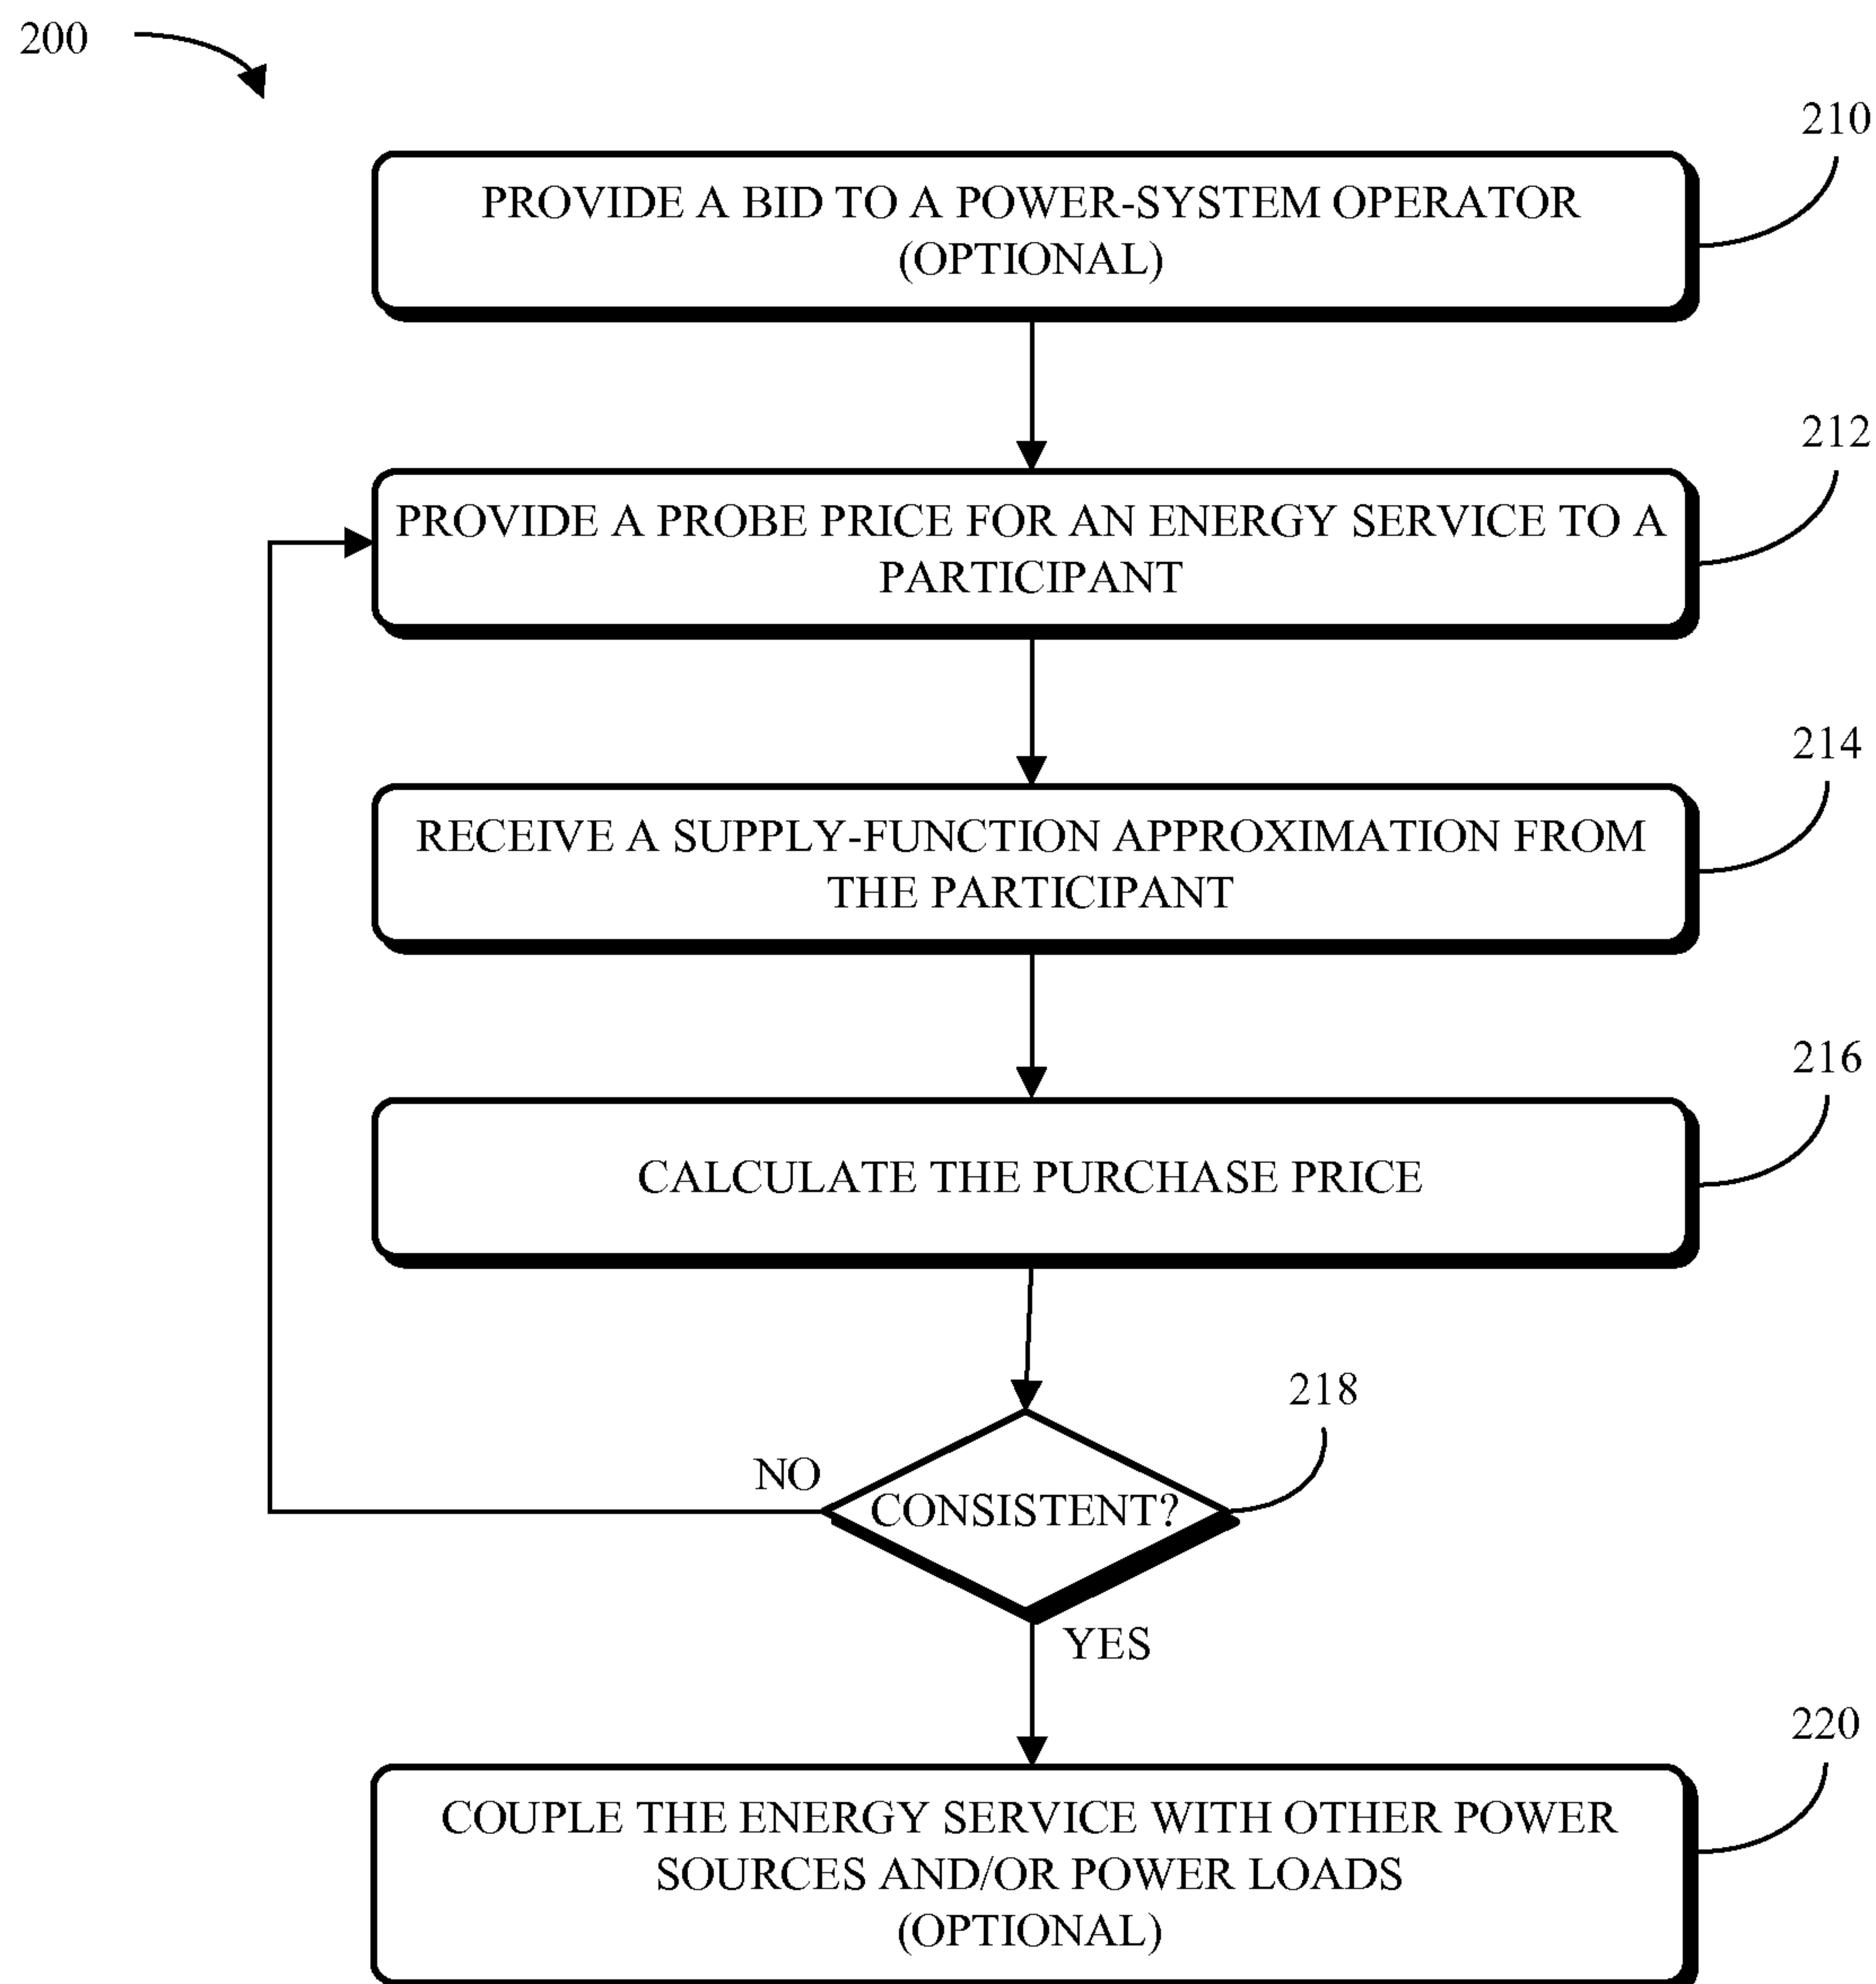 200
210
PROVIDE A BID TO A POWER-SYSTEM OPERATOR
(OPTIONAL)
212
PROVIDE A PROBE PRICE FOR AN ENERGY SERVICE TO A
PARTICIPANT
214
RECEIVE A SUPPLY-FUNCTION APPROXIMATION FROM
THE PARTICIPANT
216
CALCULATE THE PURCHASE PRICE
218
NO
CONSISTENT?
YES
220
COUPLE THE ENERGY SERVICE WITH OTHER POWER
SOURCES AND/OR POWER LOADS
(OPTIONAL)